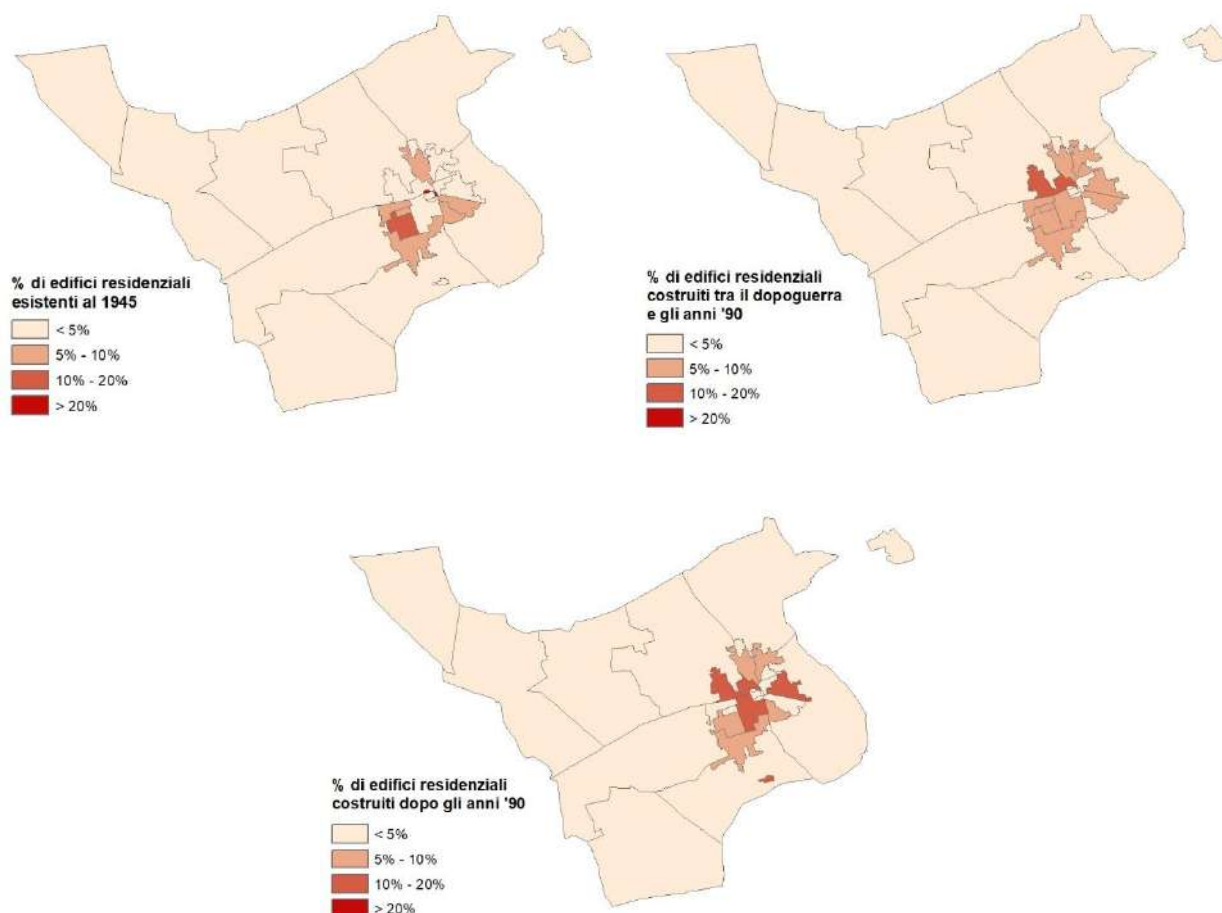 % di edifici residenziali
esistenti al 1945
< 5%
5% - 10%
10% - 20%
> 20%
% di edifici residenziali
costruiti tra il dopoguerra
e gli anni '90
< 5%
5% - 10%
10% - 20%
> 20%
% di edifici residenziali
costruiti dopo gli anni '90
< 5%
5% - 10%
10% - 20%
> 20%